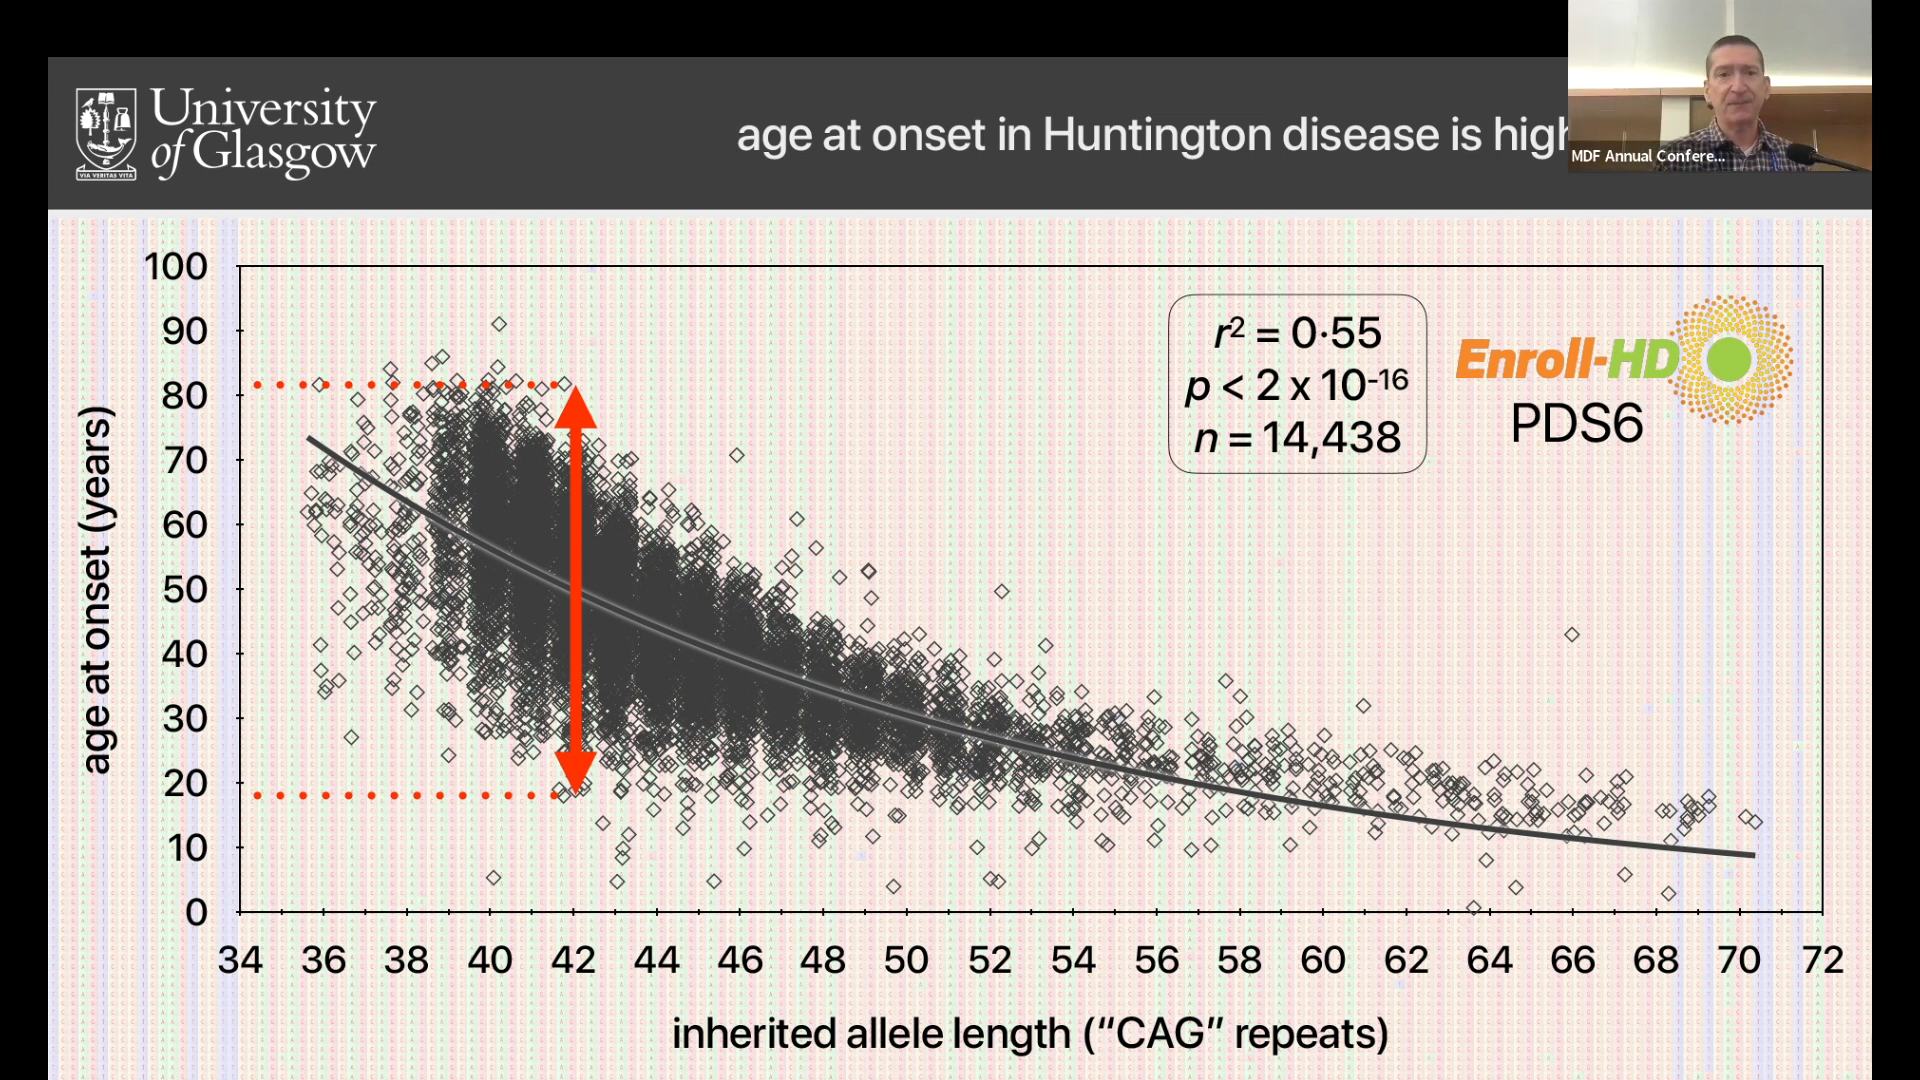 University
of Glasgow
VIA VERITAS VITA
age at onset in Huntington disease is high
MDF Annual Confere...
100
90
80
70
60
50
40
30
20
10
0
age at onset (years)
r² = 0·55
p < 2 x 10⁻¹⁶
n = 14,438
Enroll-HD
PDS6
34 36 38 40 42 44 46 48 50 52 54 56 58 60 62 64 66 68 70 72
inherited allele length (“CAG” repeats)